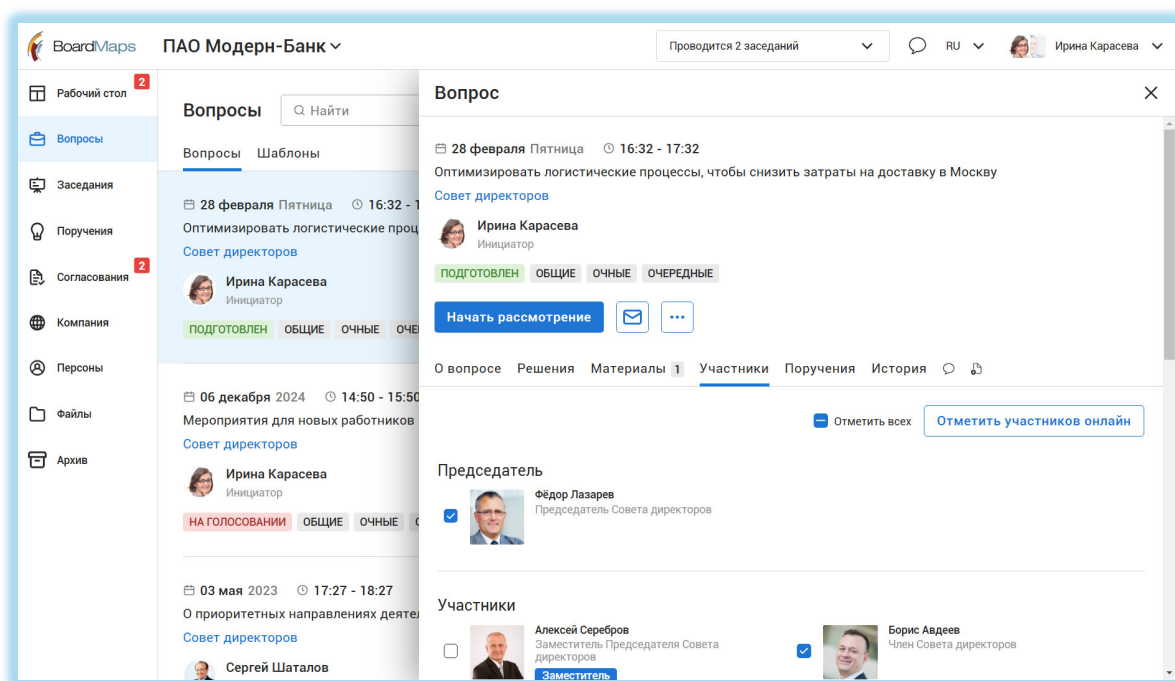 BoardMaps
ПАО Модерн-Банк
Проводится 2 заседаний
RU
Ирина Карасева
Рабочий стол
2
Вопросы
Заседания
Поручения
Согласования
2
Компания
Персоны
Файлы
Архив
Вопросы
Найти
Вопросы Шаблоны
28 февраля Пятница 16:32 - 1
Оптимизировать логистические проц
Совет директоров
Ирина Карасева
Инициатор
ПОДГОТОВЛЕН ОБЩИЕ ОЧНЫЕ ОЧЕ
06 декабря 2024 14:50 - 15:50
Мероприятия для новых работников
Совет директоров
Ирина Карасева
Инициатор
НА ГОЛОСОВАНИИ ОБЩИЕ ОЧНЫЕ
03 мая 2023 17:27 - 18:27
О приоритетных направлениях деятел
Совет директоров
Сергей Шаталов
Вопрос
28 февраля Пятница 16:32 - 17:32
Оптимизировать логистические процессы, чтобы снизить затраты на доставку в Москву
Совет директоров
Ирина Карасева
Инициатор
ПОДГОТОВЛЕН ОБЩИЕ ОЧНЫЕ ОЧЕРЕДНЫЕ
Начать рассмотрение
О вопросе Решения Материалы 1 Участники Поручения История
Отметить всех Отметить участников онлайн
Председатель
Фёдор Лазарев
Председатель Совета директоров
Участники
Алексей Серебров
Заместитель Председателя Совета
директоров
Заместитель
Борис Авдеев
Член Совета директоров